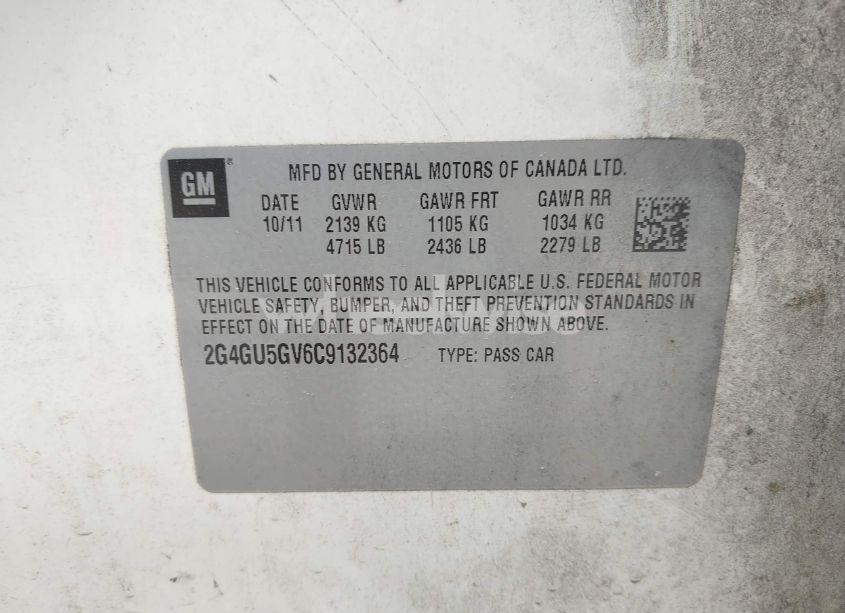 GM
MFD BY GENERAL MOTORS OF CANADA LTD.
DATE GVWR GAWR FRT GAWR RR
10/11 2139 KG 1105 KG 1034 KG
4715 LB 2436 LB 2279 LB
THIS VEHICLE CONFORMS TO ALL APPLICABLE U.S. FEDERAL MOTOR
VEHICLE SAFETY, BUMPER, AND THEFT PREVENTION STANDARDS IN
EFFECT ON THE DATE OF MANUFACTURE SHOWN ABOVE.
2G4GU5GV6C9132364 TYPE: PASS CAR